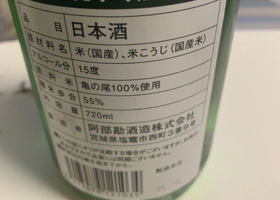 品目 日本酒
原材料名 米(国産)、米こうじ(国産米)
アルコール分 15度
原料米 亀の尾100%使用
精米歩合 55%
内容量 720ml
阿部勘酒造株式会社
宮城県塩竈市西町3番9号
製造年月